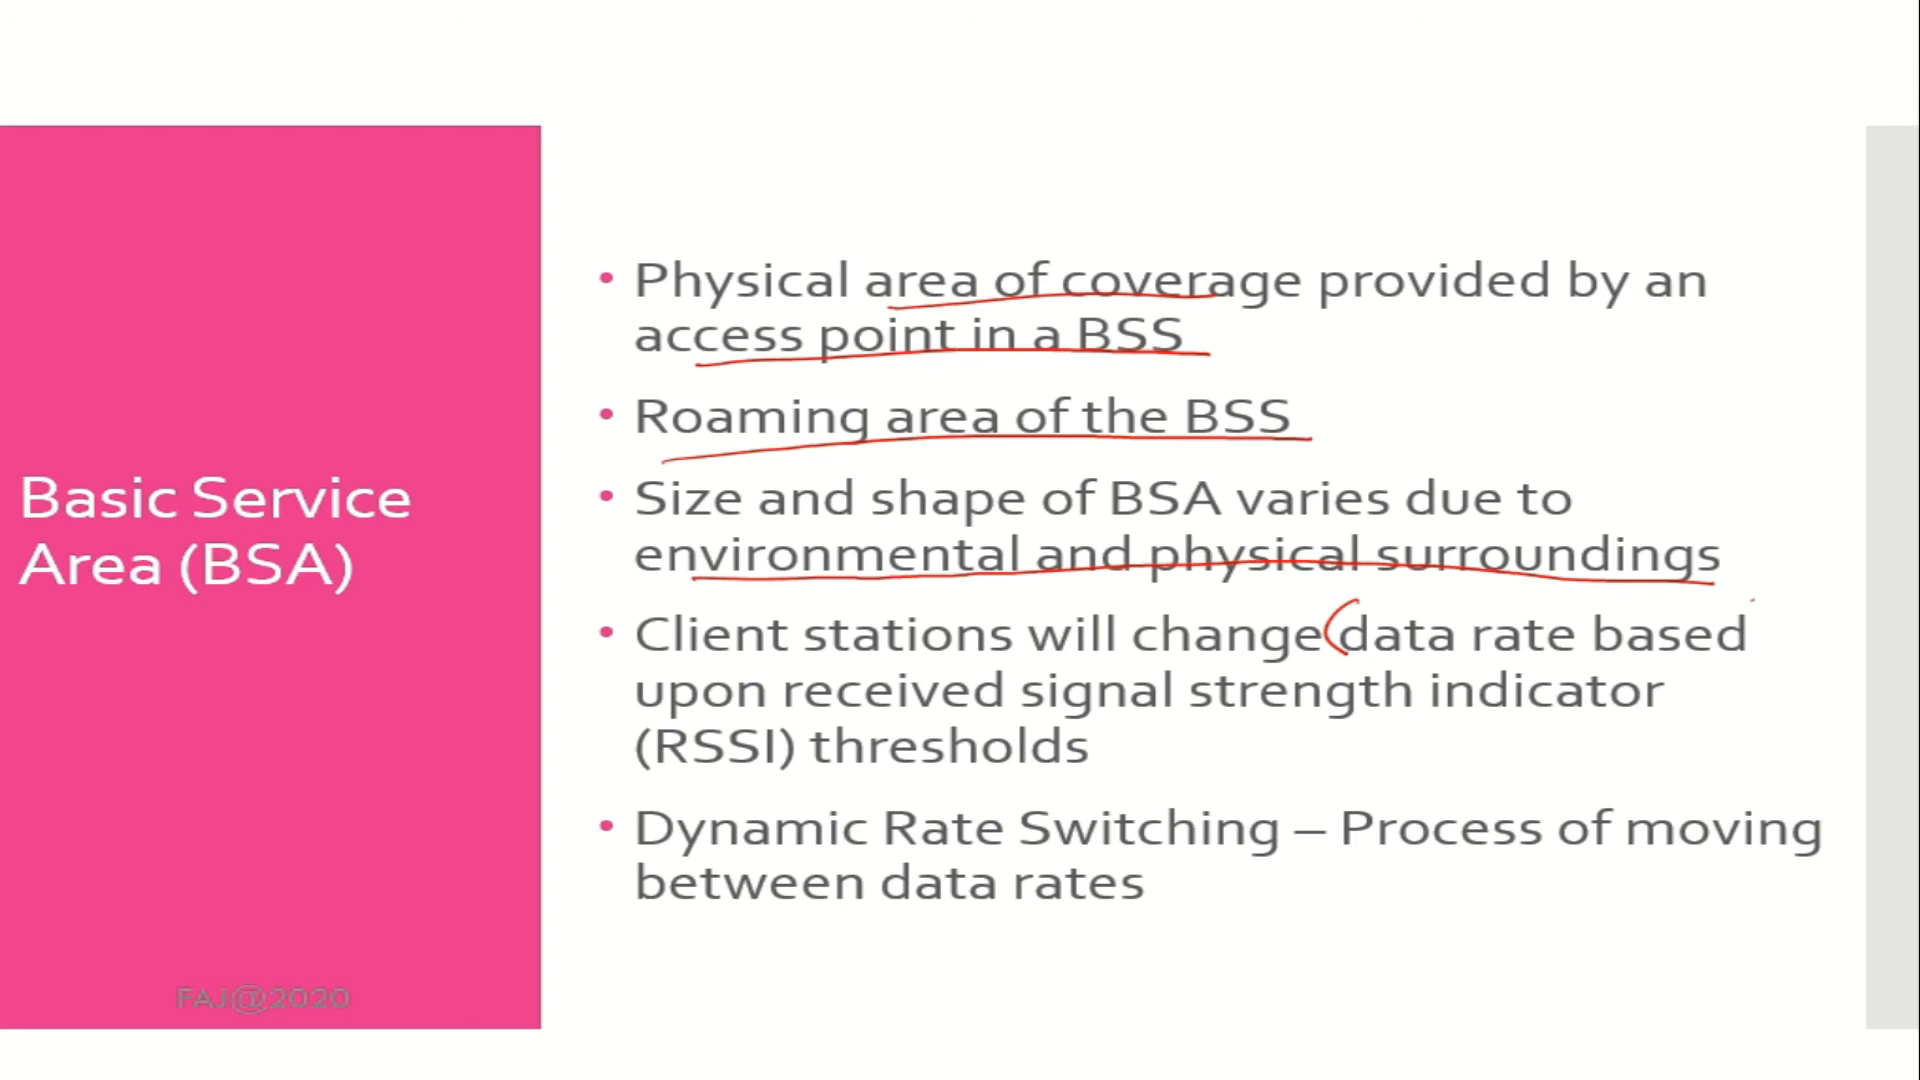 Basic Service
Area (BSA)
• Physical area of coverage provided by an
access point in a BSS
• Roaming area of the BSS
• Size and shape of BSA varies due to
environmental and physical surroundings
• Client stations will change data rate based
upon received signal strength indicator
(RSSI) thresholds
• Dynamic Rate Switching – Process of moving
between data rates
FAJ@2020